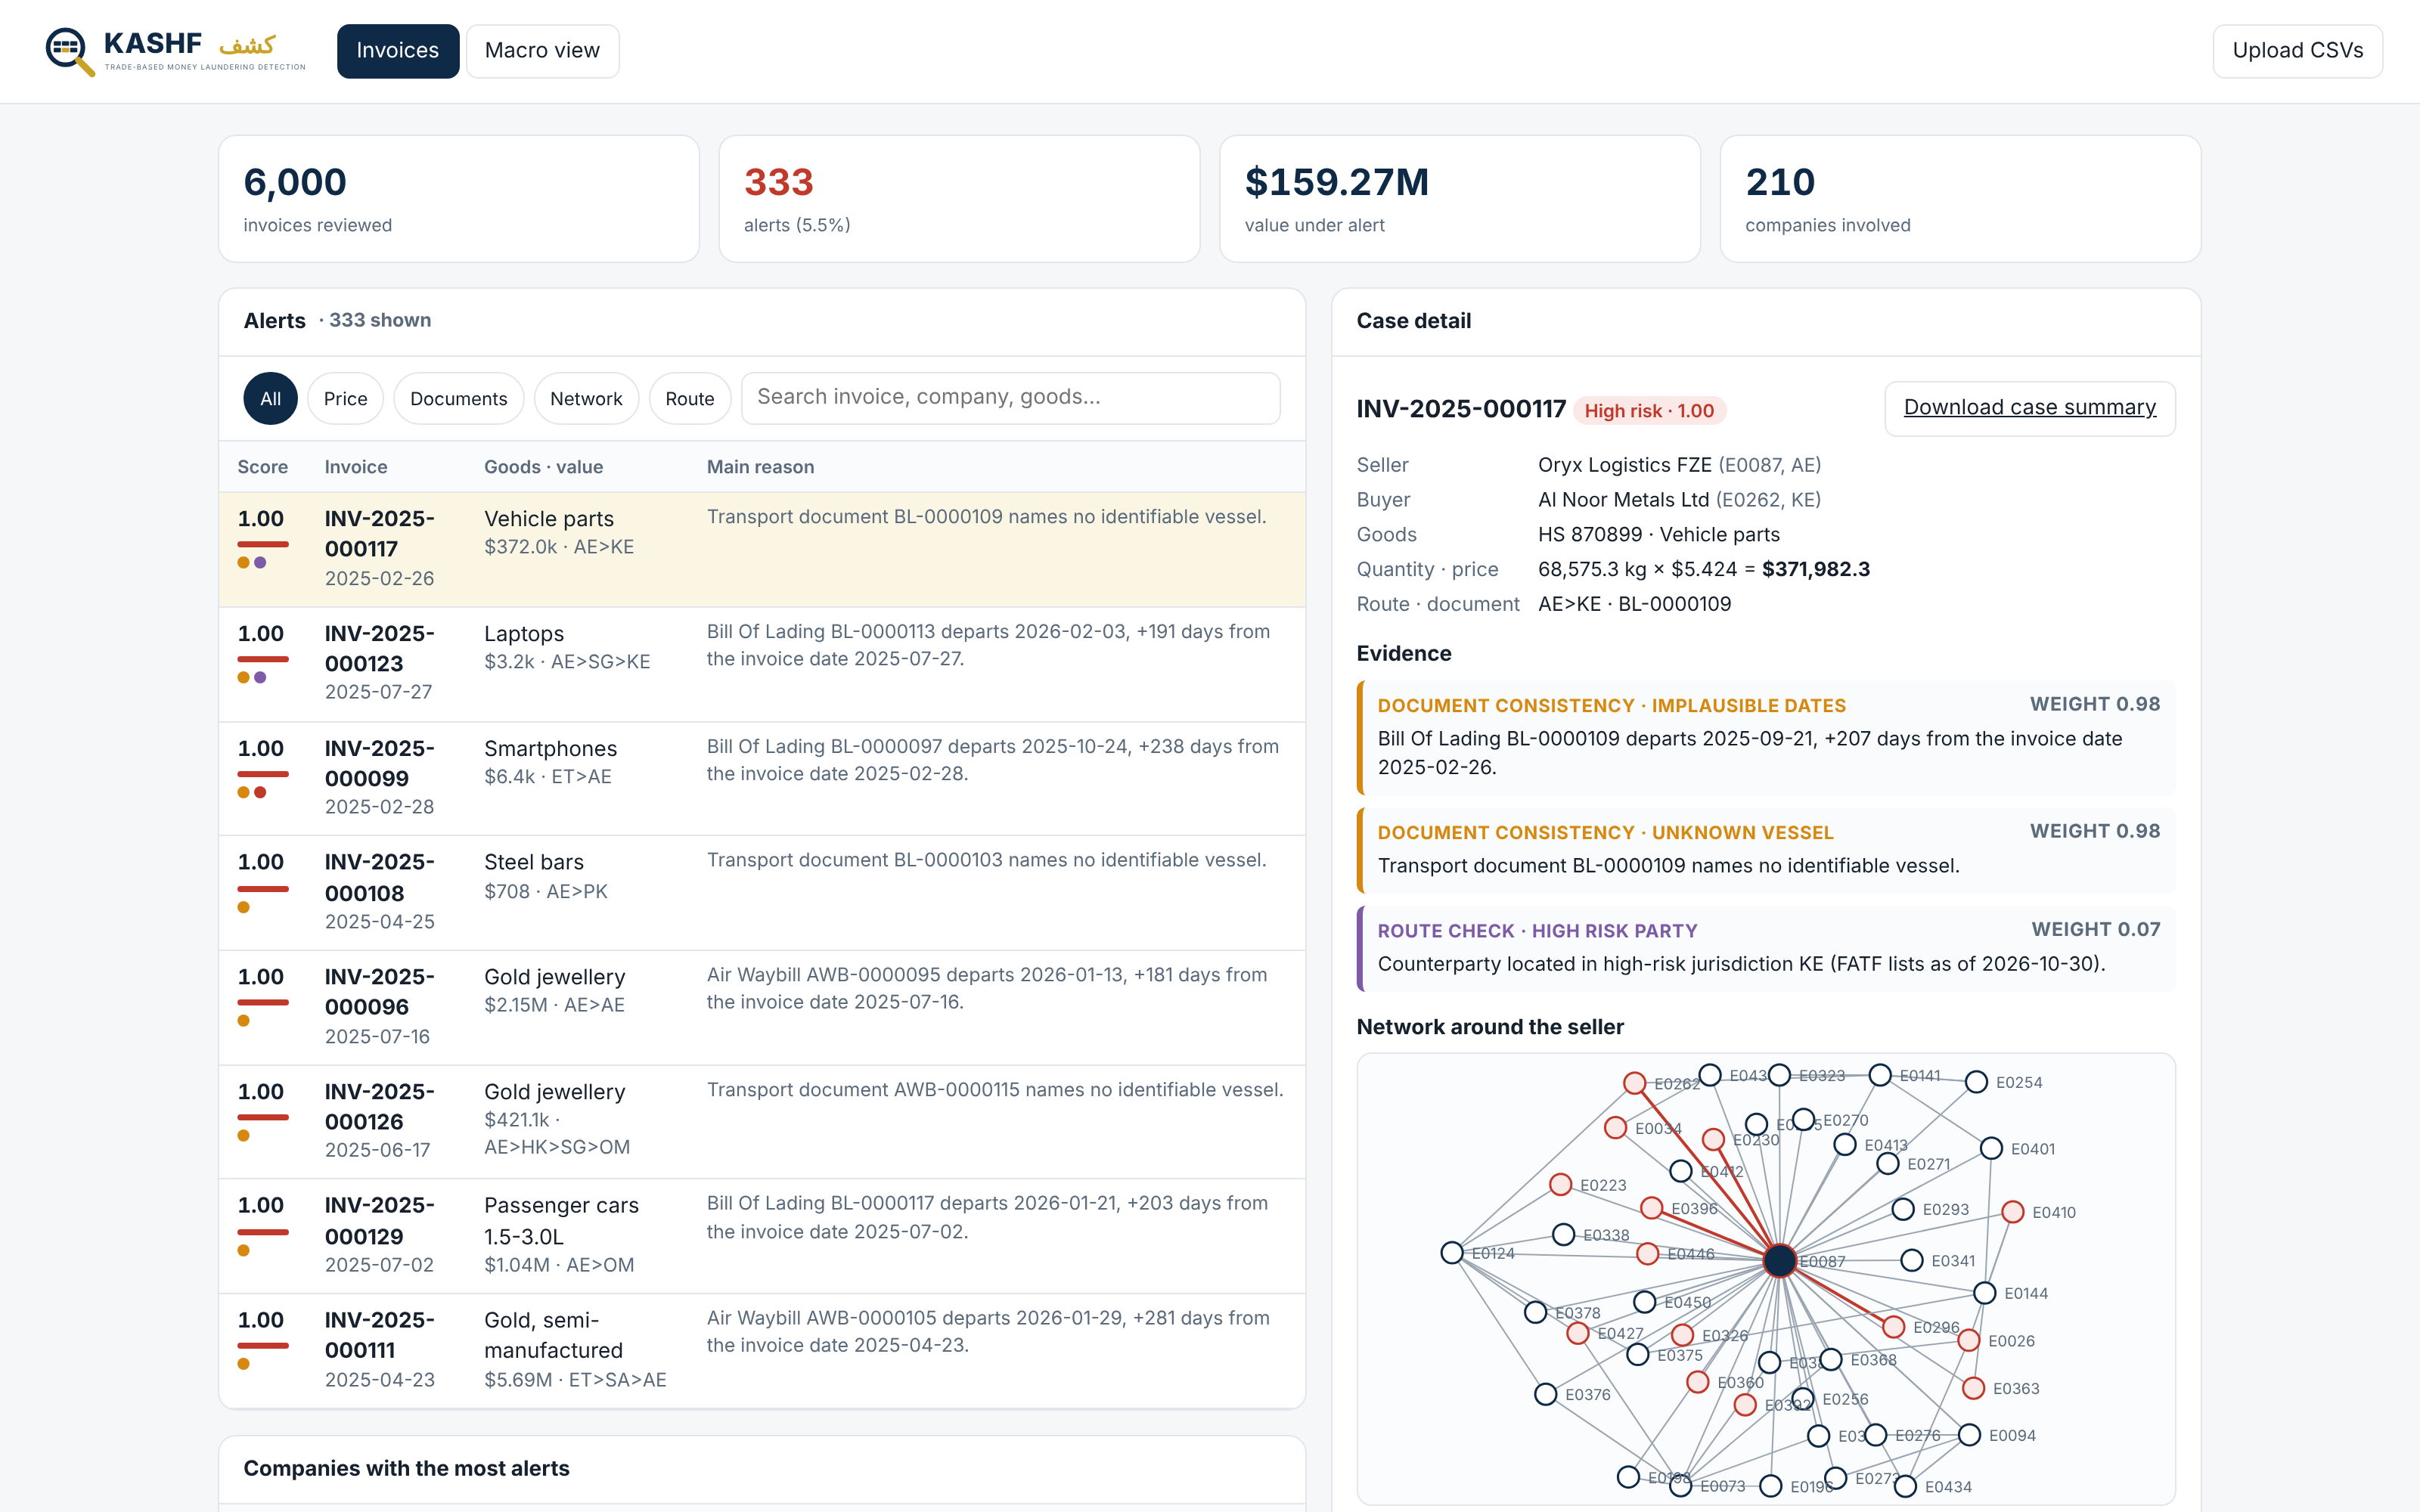 KASHF كشف
TRADE-BASED MONEY LAUNDERING DETECTION
Invoices
Macro view
Upload CSVs
6,000
invoices reviewed
333
alerts (5.5%)
$159.27M
value under alert
210
companies involved
Alerts · 333 shown
All
Price
Documents
Network
Route
Search invoice, company, goods...
Score Invoice Goods · value Main reason
1.00
INV-2025-
000117
2025-02-26
Vehicle parts
$372.0k · AE>KE
Transport document BL-0000109 names no identifiable vessel.
1.00
INV-2025-
000123
2025-07-27
Laptops
$3.2k · AE>SG>KE
Bill Of Lading BL-0000113 departs 2026-02-03, +191 days from
the invoice date 2025-07-27.
1.00
INV-2025-
000099
2025-02-28
Smartphones
$6.4k · ET>AE
Bill Of Lading BL-0000097 departs 2025-10-24, +238 days from
the invoice date 2025-02-28.
1.00
INV-2025-
000108
2025-04-25
Steel bars
$708 · AE>PK
Transport document BL-0000103 names no identifiable vessel.
1.00
INV-2025-
000096
2025-07-16
Gold jewellery
$2.15M · AE>AE
Air Waybill AWB-0000095 departs 2026-01-13, +181 days from
the invoice date 2025-07-16.
1.00
INV-2025-
000126
2025-06-17
Gold jewellery
$421.1k ·
AE>HK>SG>OM
Transport document AWB-0000115 names no identifiable vessel.
1.00
INV-2025-
000129
2025-07-02
Passenger cars
1.5-3.0L
$1.04M · AE>OM
Bill Of Lading BL-0000117 departs 2026-01-21, +203 days from
the invoice date 2025-07-02.
1.00
INV-2025-
000111
2025-04-23
Gold, semi-
manufactured
$5.69M · ET>SA>AE
Air Waybill AWB-0000105 departs 2026-01-29, +281 days from
the invoice date 2025-04-23.
Companies with the most alerts
Case detail
INV-2025-000117 High risk · 1.00
Download case summary
Seller Oryx Logistics FZE (E0087, AE)
Buyer Al Noor Metals Ltd (E0262, KE)
Goods HS 870899 · Vehicle parts
Quantity · price 68,575.3 kg × $5.424 = $371,982.3
Route · document AE>KE · BL-0000109
Evidence
DOCUMENT CONSISTENCY · IMPLAUSIBLE DATES WEIGHT 0.98
Bill Of Lading BL-0000109 departs 2025-09-21, +207 days from the invoice date
2025-02-26.
DOCUMENT CONSISTENCY · UNKNOWN VESSEL WEIGHT 0.98
Transport document BL-0000109 names no identifiable vessel.
ROUTE CHECK · HIGH RISK PARTY WEIGHT 0.07
Counterparty located in high-risk jurisdiction KE (FATF lists as of 2026-10-30).
Network around the seller
E0262
E0323
E0141
E0254
E0034
E0230
E0270
E0413
E0401
E0412
E0271
E0223
E0396
E0293
E0410
E0338
E0124
E0446
E0087
E0341
E0144
E0378
E0450
E0427
E0326
E0296
E0026
E0375
E0368
E0360
E0363
E0376
E0392
E0256
E0276
E0094
E0198
E0073
E0196
E0273
E0434